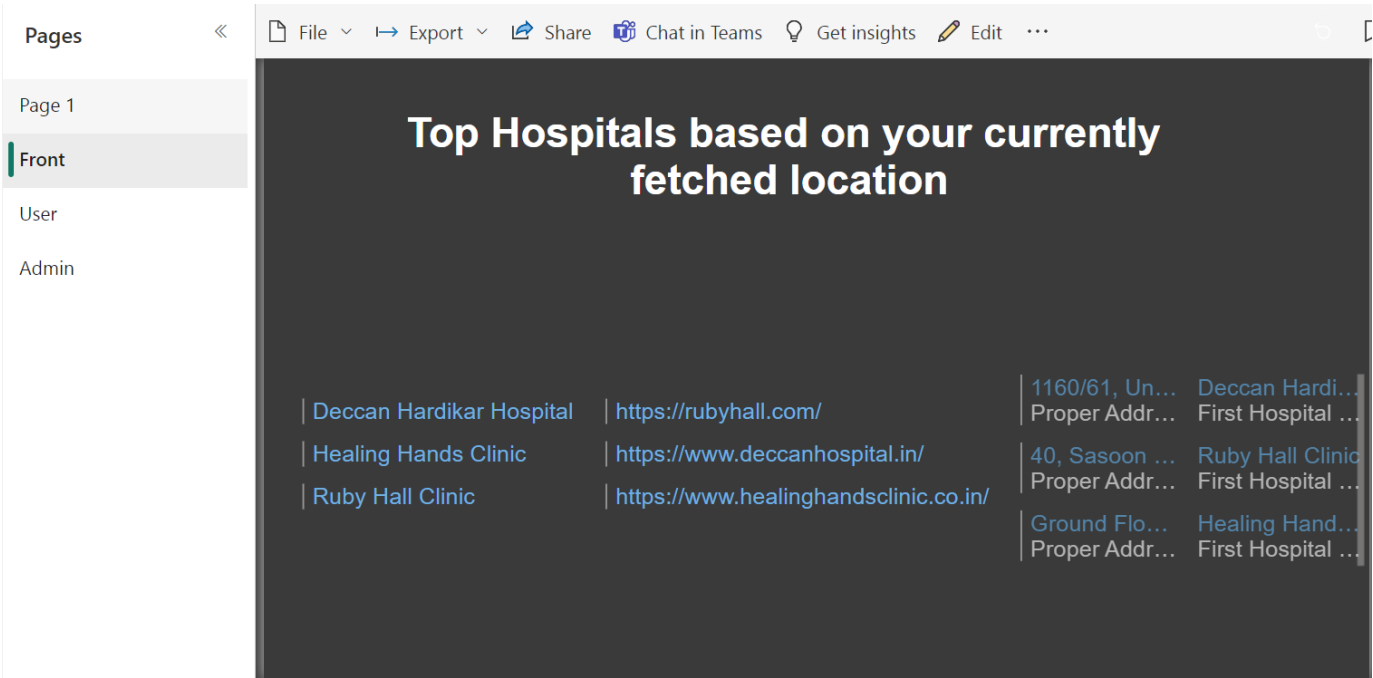 Pages
Page 1
Front
User
Admin
File Export Share Chat in Teams Get insights Edit ...
Top Hospitals based on your currently
fetched location
Deccan Hardikar Hospital
Healing Hands Clinic
Ruby Hall Clinic
https://rubyhall.com/
https://www.deccanhospital.in/
https://www.healinghandsclinic.co.in/
1160/61, Un... Deccan Hardi...
Proper Addr... First Hospital ...
40, Sasoon ... Ruby Hall Clinic
Proper Addr... First Hospital ...
Ground Flo... Healing Hand...
Proper Addr... First Hospital ...